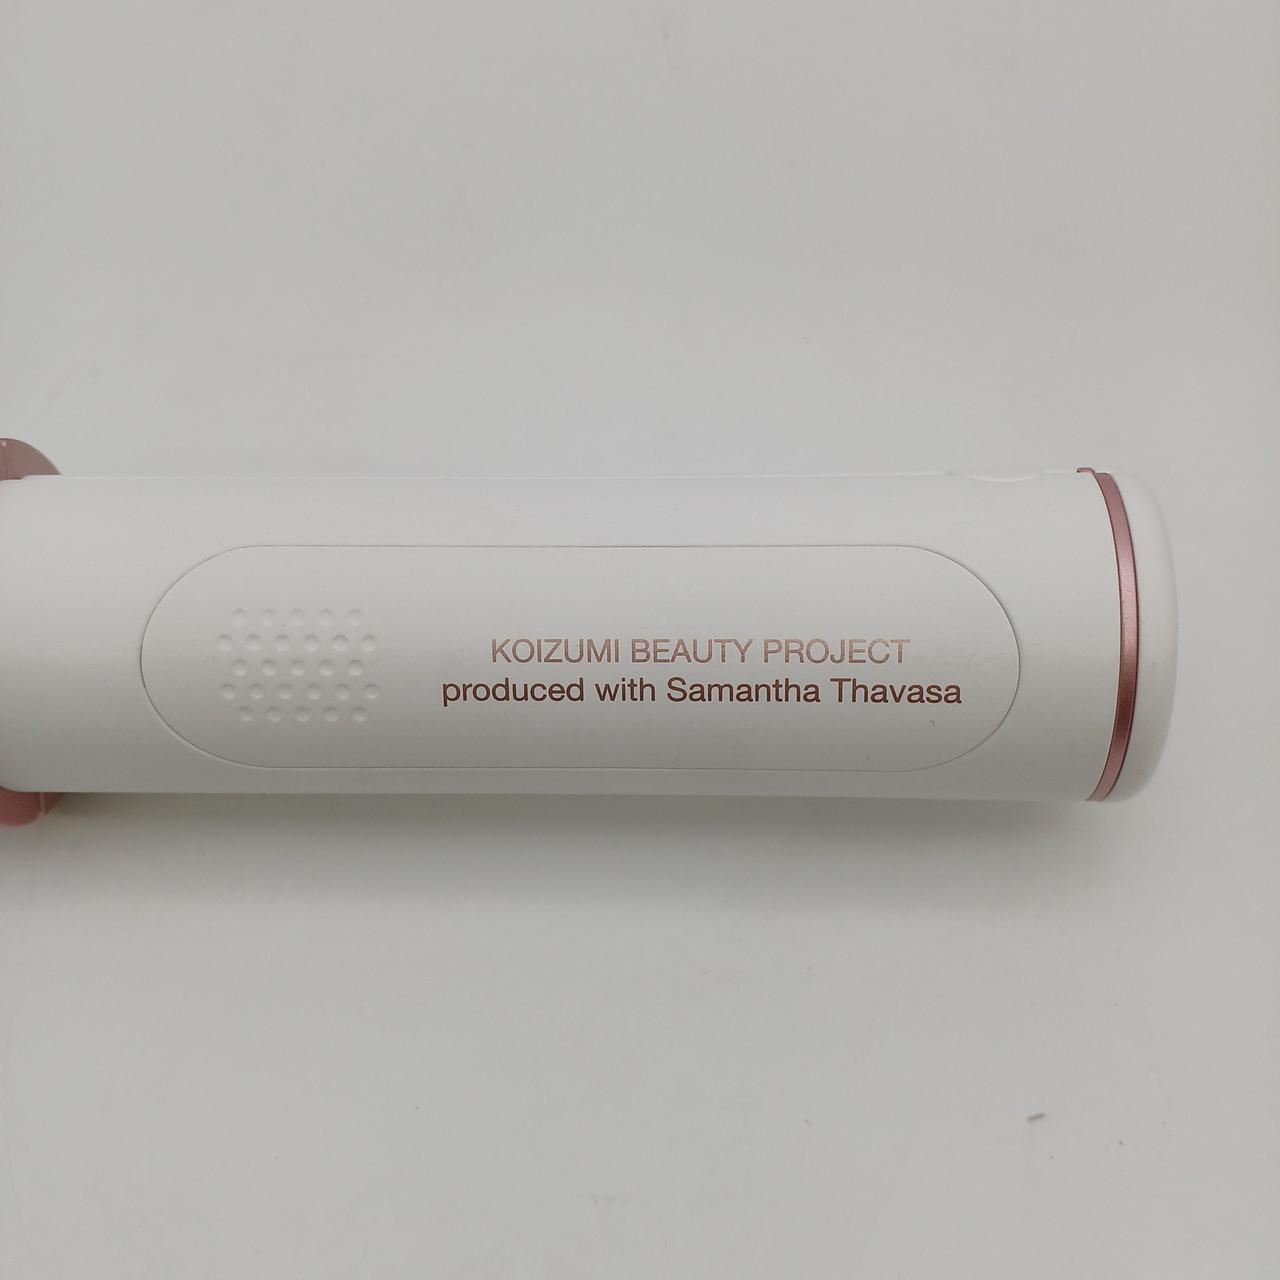 KOIZUMI BEAUTY PROJECT
produced with Samantha Thavasa